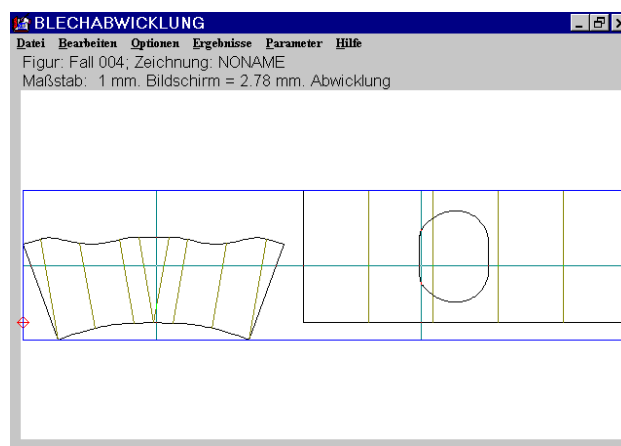 BLECHABWICKLUNG
Datei Bearbeiten Optionen Ergebnisse Parameter Hilfe
Figur: Fall 004; Zeichnung: NONAME
Maßstab: 1 mm. Bildschirm = 2.78 mm. Abwicklung